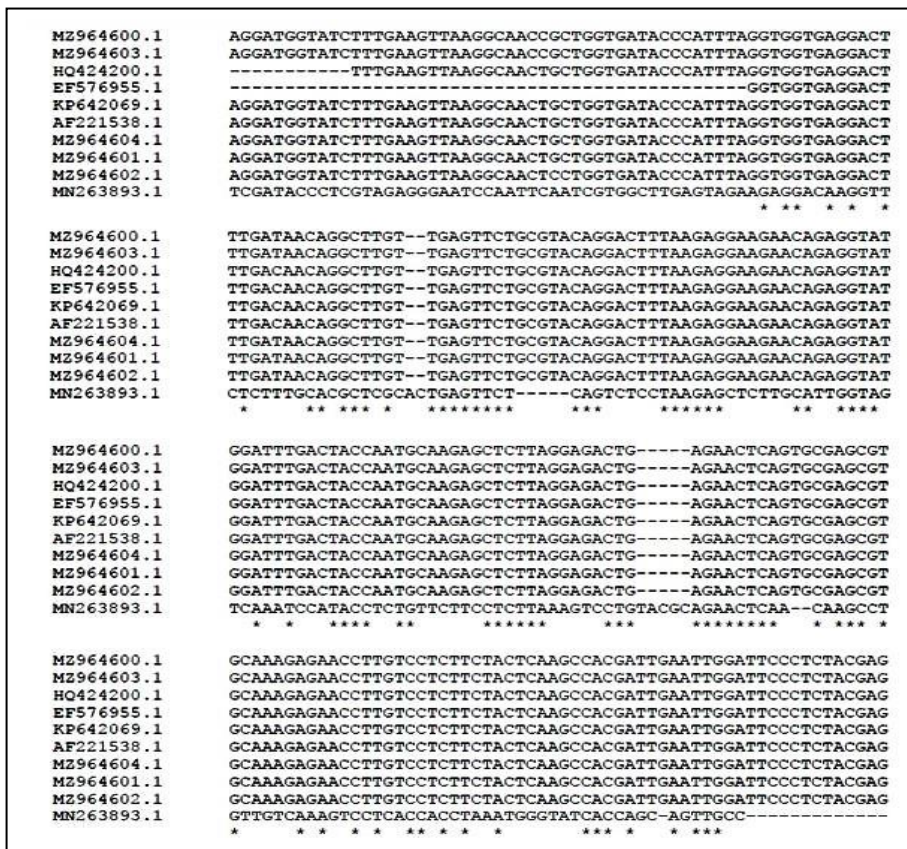 MZ964600.1 AGGATGGTATCTTTGAAGTTAAGGCAACCGCTGGTGATACCCATTTAGGTGGTGAGGACT
MZ964603.1 AGGATGGTATCTTTGAAGTTAAGGCAACCGCTGGTGATACCCATTTAGGTGGTGAGGACT
HQ424200.1 -----------TTTGAAGTTAAGGCAACTGCTGGTGATACCCATTTAGGTGGTGAGGACT
EF576955.1 -----------------------------------------------GGTGGTGAGGACT
KP642069.1 AGGATGGTATCTTTGAAGTTAAGGCAACTGCTGGTGATACCCATTTAGGTGGTGAGGACT
AF221538.1 AGGATGGTATCTTTGAAGTTAAGGCAACTGCTGGTGATACCCATTTAGGTGGTGAGGACT
MZ964604.1 AGGATGGTATCTTTGAAGTTAAGGCAACTGCTGGTGATACCCATTTAGGTGGTGAGGACT
MZ964601.1 AGGATGGTATCTTTGAAGTTAAGGCAACTGCTGGTGATACCCATTTAGGTGGTGAGGACT
MZ964602.1 AGGATGGTATCTTTGAAGTTAAGGCAACTCCTGGTGATACCCATTTAGGTGGTGAGGACT
MN263893.1 TCGATACCCTCGTAGAGGGAATCCAATTCAATCGTGGCTTGAGTAGAAGAGGACAAGGTT
* ** * * *
MZ964600.1 TTGATAACAGGCTTGT--TGAGTTCTGCGTACAGGACTTTAAGAGGAAGAACAGAGGTAT
MZ964603.1 TTGATAACAGGCTTGT--TGAGTTCTGCGTACAGGACTTTAAGAGGAAGAACAGAGGTAT
HQ424200.1 TTGACAACAGGCTTGT--TGAGTTCTGCGTACAGGACTTTAAGAGGAAGAACAGAGGTAT
EF576955.1 TTGACAACAGGCTTGT--TGAGTTCTGCGTACAGGACTTTAAGAGGAAGAACAGAGGTAT
KP642069.1 TTGACAACAGGCTTGT--TGAGTTCTGCGTACAGGACTTTAAGAGGAAGAACAGAGGTAT
AF221538.1 TTGACAACAGGCTTGT--TGAGTTCTGCGTACAGGACTTTAAGAGGAAGAACAGAGGTAT
MZ964604.1 TTGATAACAGGCTTGT--TGAGTTCTGCGTACAGGACTTTAAGAGGAAGAACAGAGGTAT
MZ964601.1 TTGATAACAGGCTTGT--TGAGTTCTGCGTACAGGACTTTAAGAGGAAGAACAGAGGTAT
MZ964602.1 TTGATAACAGGCTTGT--TGAGTTCTGCGTACAGGACTTTAAGAGGAAGAACAGAGGTAT
MN263893.1 CTCTTTGCACGCTCGCACTGAGTTCT-----CAGTCTCCTAAGAGCTCTTGCATTGGTAG
* ** *** * ******** *** ****** ** ****
MZ964600.1 GGATTTGACTACCAATGCAAGAGCTCTTAGGAGACTG-----AGAACTCAGTGCGAGCGT
MZ964603.1 GGATTTGACTACCAATGCAAGAGCTCTTAGGAGACTG-----AGAACTCAGTGCGAGCGT
HQ424200.1 GGATTTGACTACCAATGCAAGAGCTCTTAGGAGACTG-----AGAACTCAGTGCGAGCGT
EF576955.1 GGATTTGACTACCAATGCAAGAGCTCTTAGGAGACTG-----AGAACTCAGTGCGAGCGT
KP642069.1 GGATTTGACTACCAATGCAAGAGCTCTTAGGAGACTG-----AGAACTCAGTGCGAGCGT
AF221538.1 GGATTTGACTACCAATGCAAGAGCTCTTAGGAGACTG-----AGAACTCAGTGCGAGCGT
MZ964604.1 GGATTTGACTACCAATGCAAGAGCTCTTAGGAGACTG-----AGAACTCAGTGCGAGCGT
MZ964601.1 GGATTTGACTACCAATGCAAGAGCTCTTAGGAGACTG-----AGAACTCAGTGCGAGCGT
MZ964602.1 GGATTTGACTACCAATGCAAGAGCTCTTAGGAGACTG-----AGAACTCAGTGCGAGCGT
MN263893.1 TCAAATCCATACCTCTGTTCTTCCTCTTAAAGTCCTGTACGCAGAACTCAA--CAAGCCT
* * **** ** ****** *** ******** * *** *
MZ964600.1 GCAAAGAGAACCTTGTCCTCTTCTACTCAAGCCACGATTGAATTGGATTCCCTCTACGAG
MZ964603.1 GCAAAGAGAACCTTGTCCTCTTCTACTCAAGCCACGATTGAATTGGATTCCCTCTACGAG
HQ424200.1 GCAAAGAGAACCTTGTCCTCTTCTACTCAAGCCACGATTGAATTGGATTCCCTCTACGAG
EF576955.1 GCAAAGAGAACCTTGTCCTCTTCTACTCAAGCCACGATTGAATTGGATTCCCTCTACGAG
KP642069.1 GCAAAGAGAACCTTGTCCTCTTCTACTCAAGCCACGATTGAATTGGATTCCCTCTACGAG
AF221538.1 GCAAAGAGAACCTTGTCCTCTTCTACTCAAGCCACGATTGAATTGGATTCCCTCTACGAG
MZ964604.1 GCAAAGAGAACCTTGTCCTCTTCTACTCAAGCCACGATTGAATTGGATTCCCTCTACGAG
MZ964601.1 GCAAAGAGAACCTTGTCCTCTTCTACTCAAGCCACGATTGAATTGGATTCCCTCTACGAG
MZ964602.1 GCAAAGAGAACCTTGTCCTCTTCTACTCAAGCCACGATTGAATTGGATTCCCTCTACGAG
MN263893.1 GTTGTCAAAGTCCTCACCACCTAAATGGGTATCACCAGC-AGTTGCC-------------
* * * * * ** * * * *** * * ***